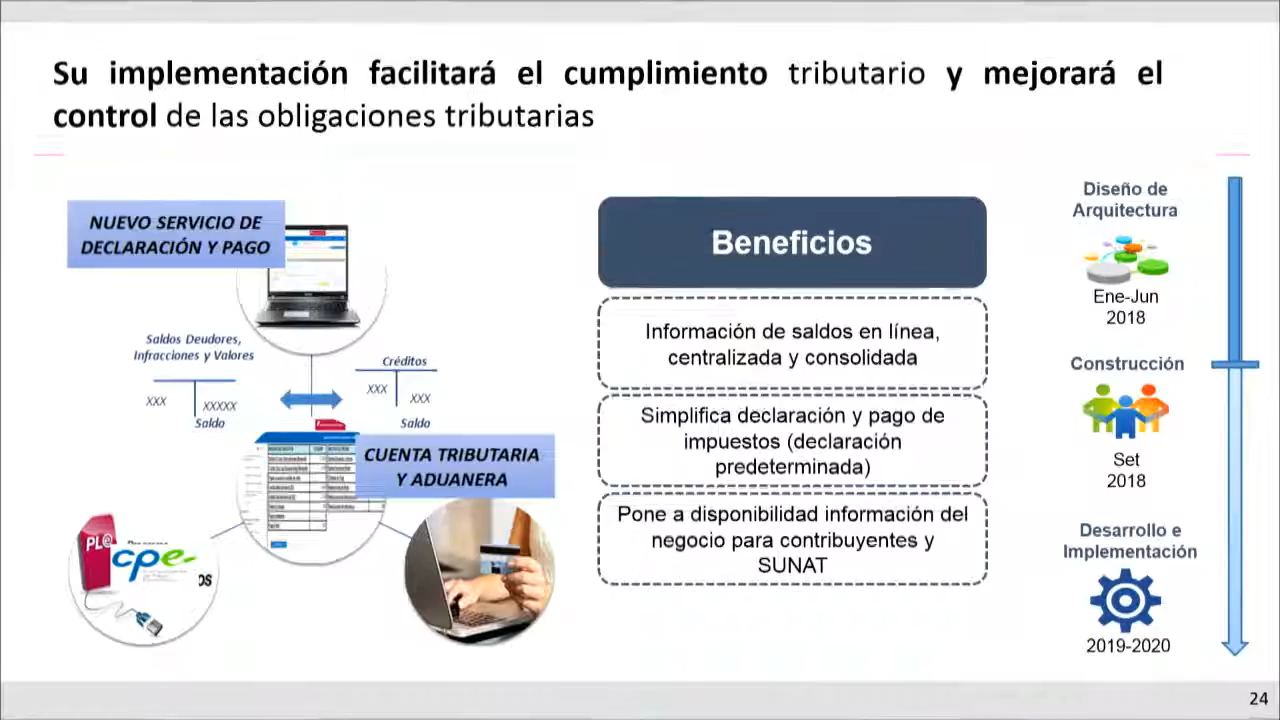 Su implementación facilitará el cumplimiento tributario y mejorará el
control de las obligaciones tributarias
NUEVO SERVICIO DE
DECLARACIÓN Y PAGO
Saldos Deudores,
Infracciones y Valores
XXX
XXXXX
Saldo
Créditos
XXX
XXX
Saldo
CUENTA TRIBUTARIA
Y ADUANERA
PL@
cpe
OS
Beneficios
Información de saldos en línea,
centralizada y consolidada
Simplifica declaración y pago de
impuestos (declaración
predeterminada)
Pone a disponibilidad información del
negocio para contribuyentes y
SUNAT
Diseño de
Arquitectura
Ene-Jun
2018
Construcción
Set
2018
Desarrollo e
Implementación
2019-2020
24